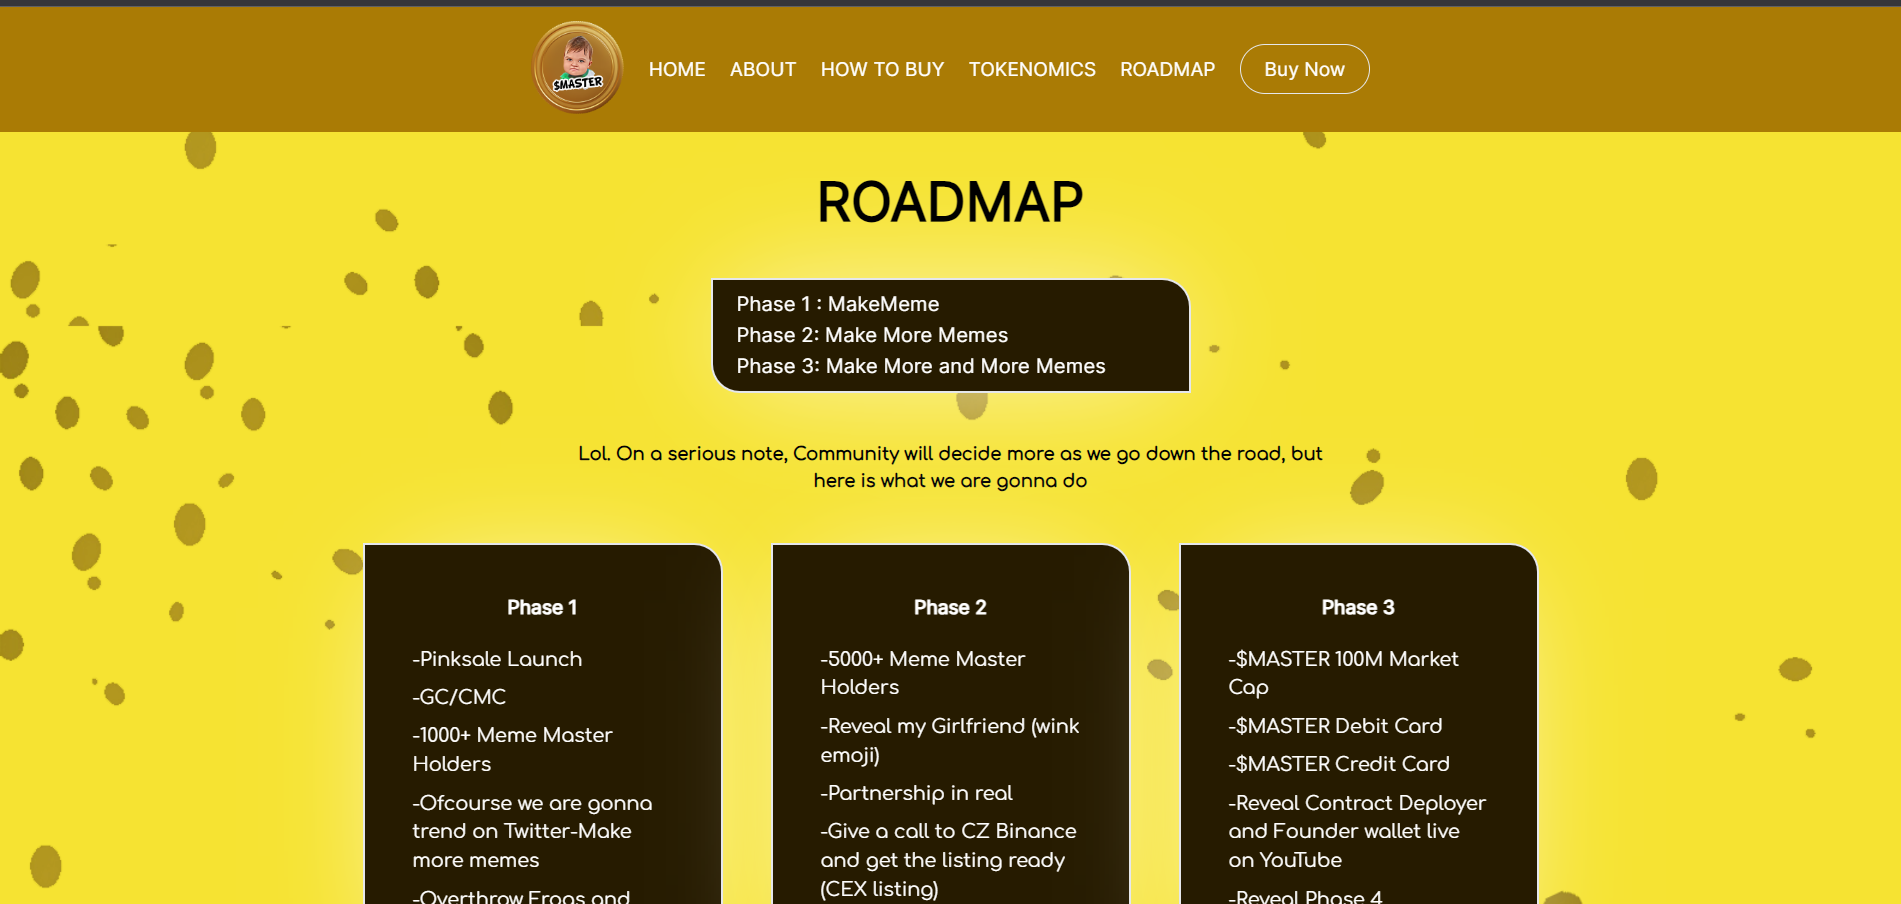 $MASTER
HOME ABOUT HOW TO BUY TOKENOMICS ROADMAP Buy Now
ROADMAP
Phase 1 : MakeMeme
Phase 2: Make More Memes
Phase 3: Make More and More Memes
Lol. On a serious note, Community will decide more as we go down the road, but
here is what we are gonna do
Phase 1
-Pinksale Launch
-GC/CMC
-1000+ Meme Master
Holders
-Ofcourse we are gonna
trend on Twitter-Make
more memes
-Overthrow Frogs and
Phase 2
-5000+ Meme Master
Holders
-Reveal my Girlfriend (wink
emoji)
-Partnership in real
-Give a call to CZ Binance
and get the listing ready
(CEX listing)
Phase 3
-$MASTER 100M Market
Cap
-$MASTER Debit Card
-$MASTER Credit Card
-Reveal Contract Deployer
and Founder wallet live
on YouTube
-Reveal Phase 4